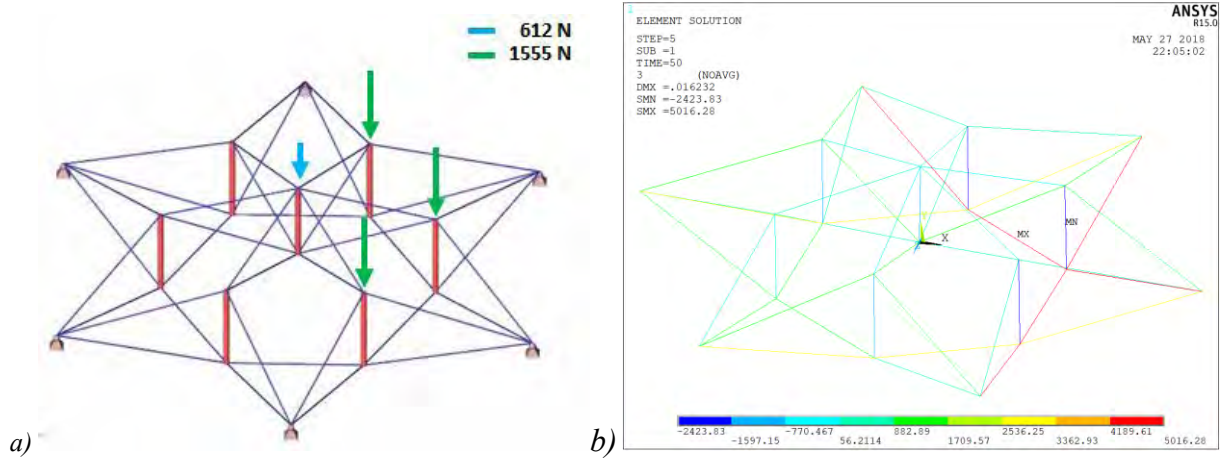 612 N
1555 N
a)
1
ELEMENT SOLUTION
STEP=5
SUB =1
TIME=50
3 (NOAVG)
DMX =.016232
SMN =-2423.83
SMX =5016.28
ANSYS
R15.0
MAY 27 2018
22:05:02
MN
MX
Y
X
b)
-2423.83 -770.467 882.89 2536.25 4189.61
-1597.15 56.2114 1709.57 3362.93 5016.28